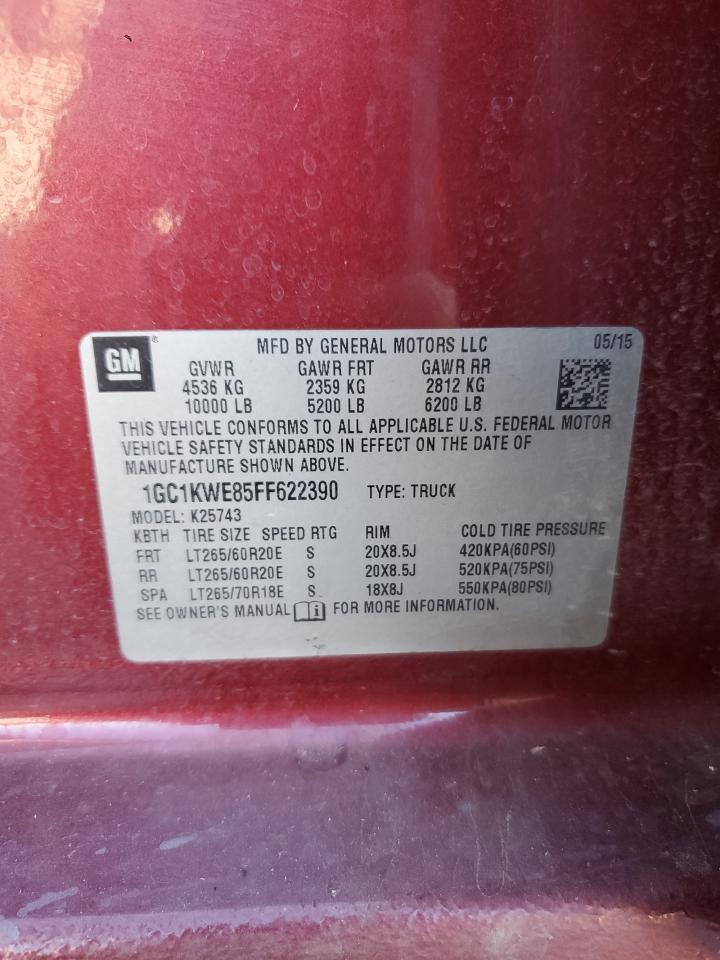 GM® MFD BY GENERAL MOTORS LLC 05/15
GVWR GAWR FRT GAWR RR
4536 KG 2359 KG 2812 KG
10000 LB 5200 LB 6200 LB
THIS VEHICLE CONFORMS TO ALL APPLICABLE U.S. FEDERAL MOTOR
VEHICLE SAFETY STANDARDS IN EFFECT ON THE DATE OF
MANUFACTURE SHOWN ABOVE.
1GC1KWE85FF622390 TYPE: TRUCK
MODEL: K25743
KBTH TIRE SIZE SPEED RTG RIM COLD TIRE PRESSURE
FRT LT265/60R20E S 20X8.5J 420KPA(60PSI)
RR LT265/60R20E S 20X8.5J 520KPA(75PSI)
SPA LT265/70R18E S 18X8J 550KPA(80PSI)
SEE OWNER'S MANUAL i FOR MORE INFORMATION.